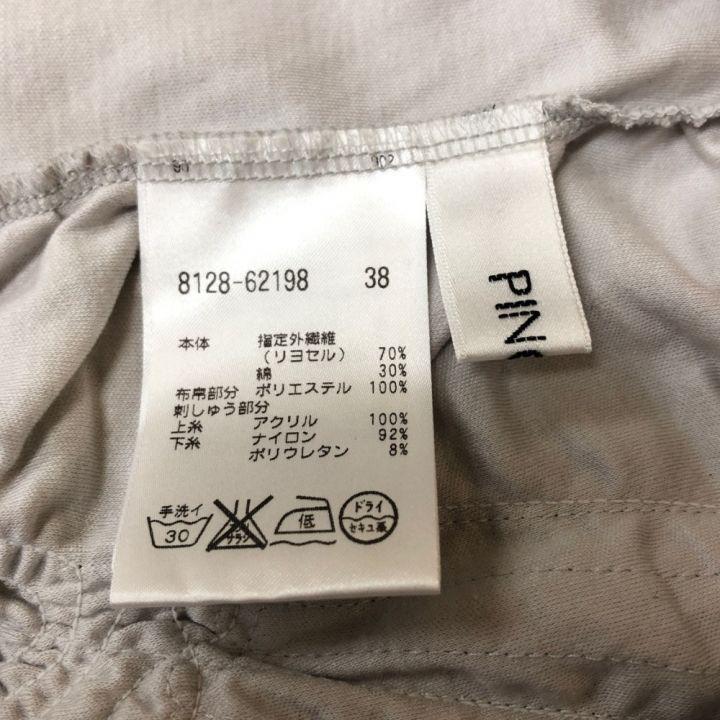 8128-62198 38
本体 指定外繊維
(リヨセル) 70%
綿 30%
布帛部分 ポリエステル 100%
刺しゅう部分
上糸 アクリル 100%
下糸 ナイロン 92%
ポリウレタン 8%
手洗イ
30
サラシ
低
ドライ
セキユ系
PIN